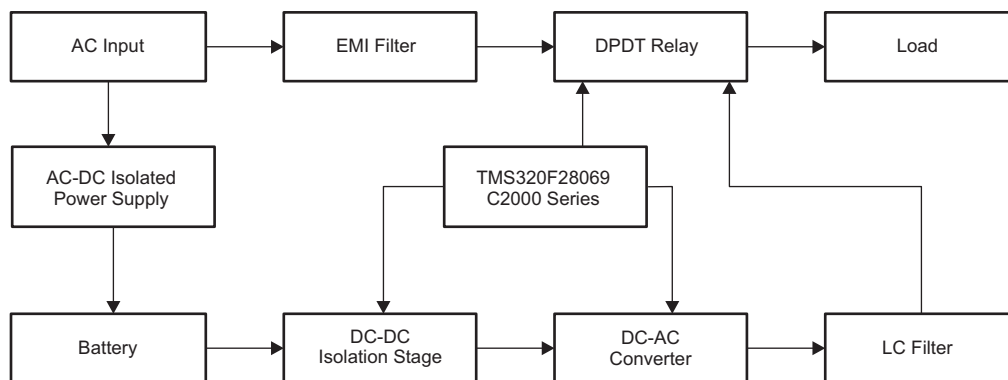 AC Input
EMI Filter
DPDT Relay
Load
AC-DC Isolated
Power Supply
TMS320F28069
C2000 Series
Battery
DC-DC
Isolation Stage
DC-AC
Converter
LC Filter